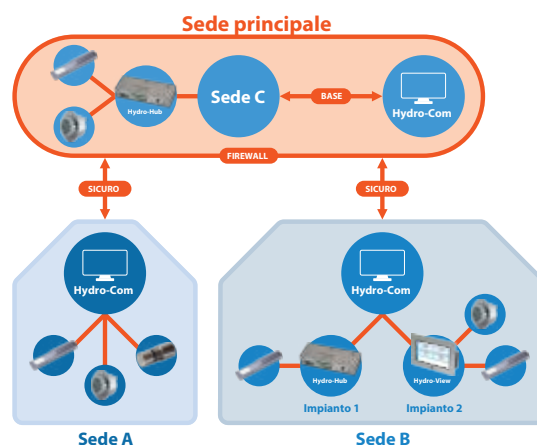 Sede principale
Hydro-Hub
Sede C
BASE
Hydro-Com
FIREWALL
SICURO
SICURO
Hydro-Com
Hydro-Com
Hydro-Hub
Hydro-View
Impianto 1
Impianto 2
Sede A
Sede B